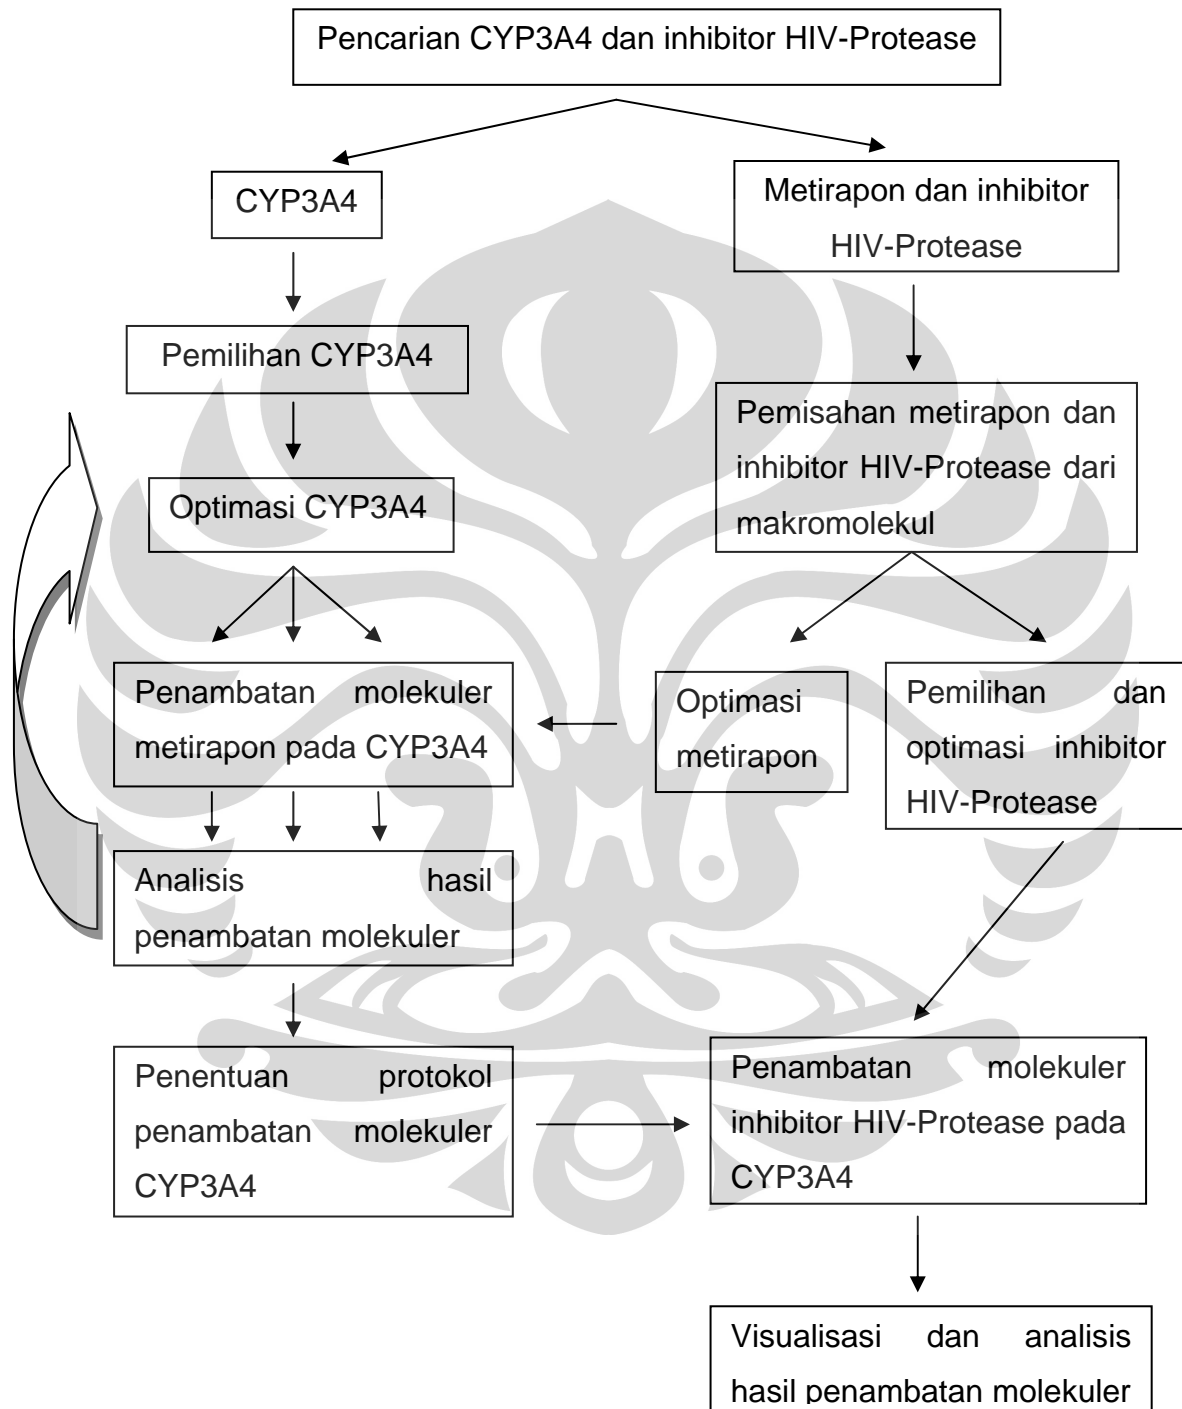 Pencarian CYP3A4 dan inhibitor HIV-Protease
CYP3A4
Metirapon dan inhibitor
HIV-Protease
Pemilihan CYP3A4
Pemisahan metirapon dan
inhibitor HIV-Protease dari
makromolekul
Optimasi CYP3A4
Penambatan molekuler
metirapon pada CYP3A4
Optimasi
metirapon
Pemilihan dan
optimasi inhibitor
HIV-Protease
Analisis hasil
penambatan molekuler
Penentuan protokol
penambatan molekuler
CYP3A4
Penambatan molekuler
inhibitor HIV-Protease pada
CYP3A4
Visualisasi dan analisis
hasil penambatan molekuler